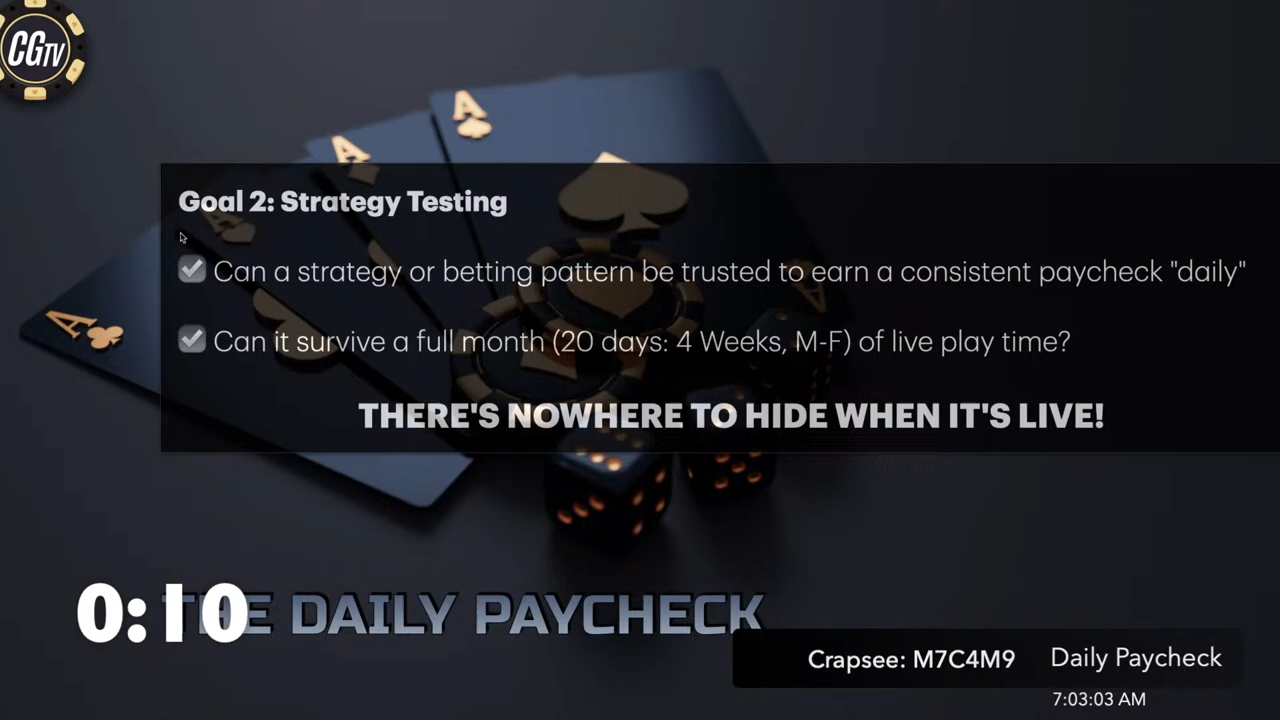 CGTV
A
A
A
Goal 2: Strategy Testing
Can a strategy or betting pattern be trusted to earn a consistent paycheck "daily"
Can it survive a full month (20 days: 4 Weeks, M-F) of live play time?
THERE'S NOWHERE TO HIDE WHEN IT'S LIVE!
0:10
THE DAILY PAYCHECK
Crapsee: M7C4M9
Daily Paycheck
7:03:03 AM